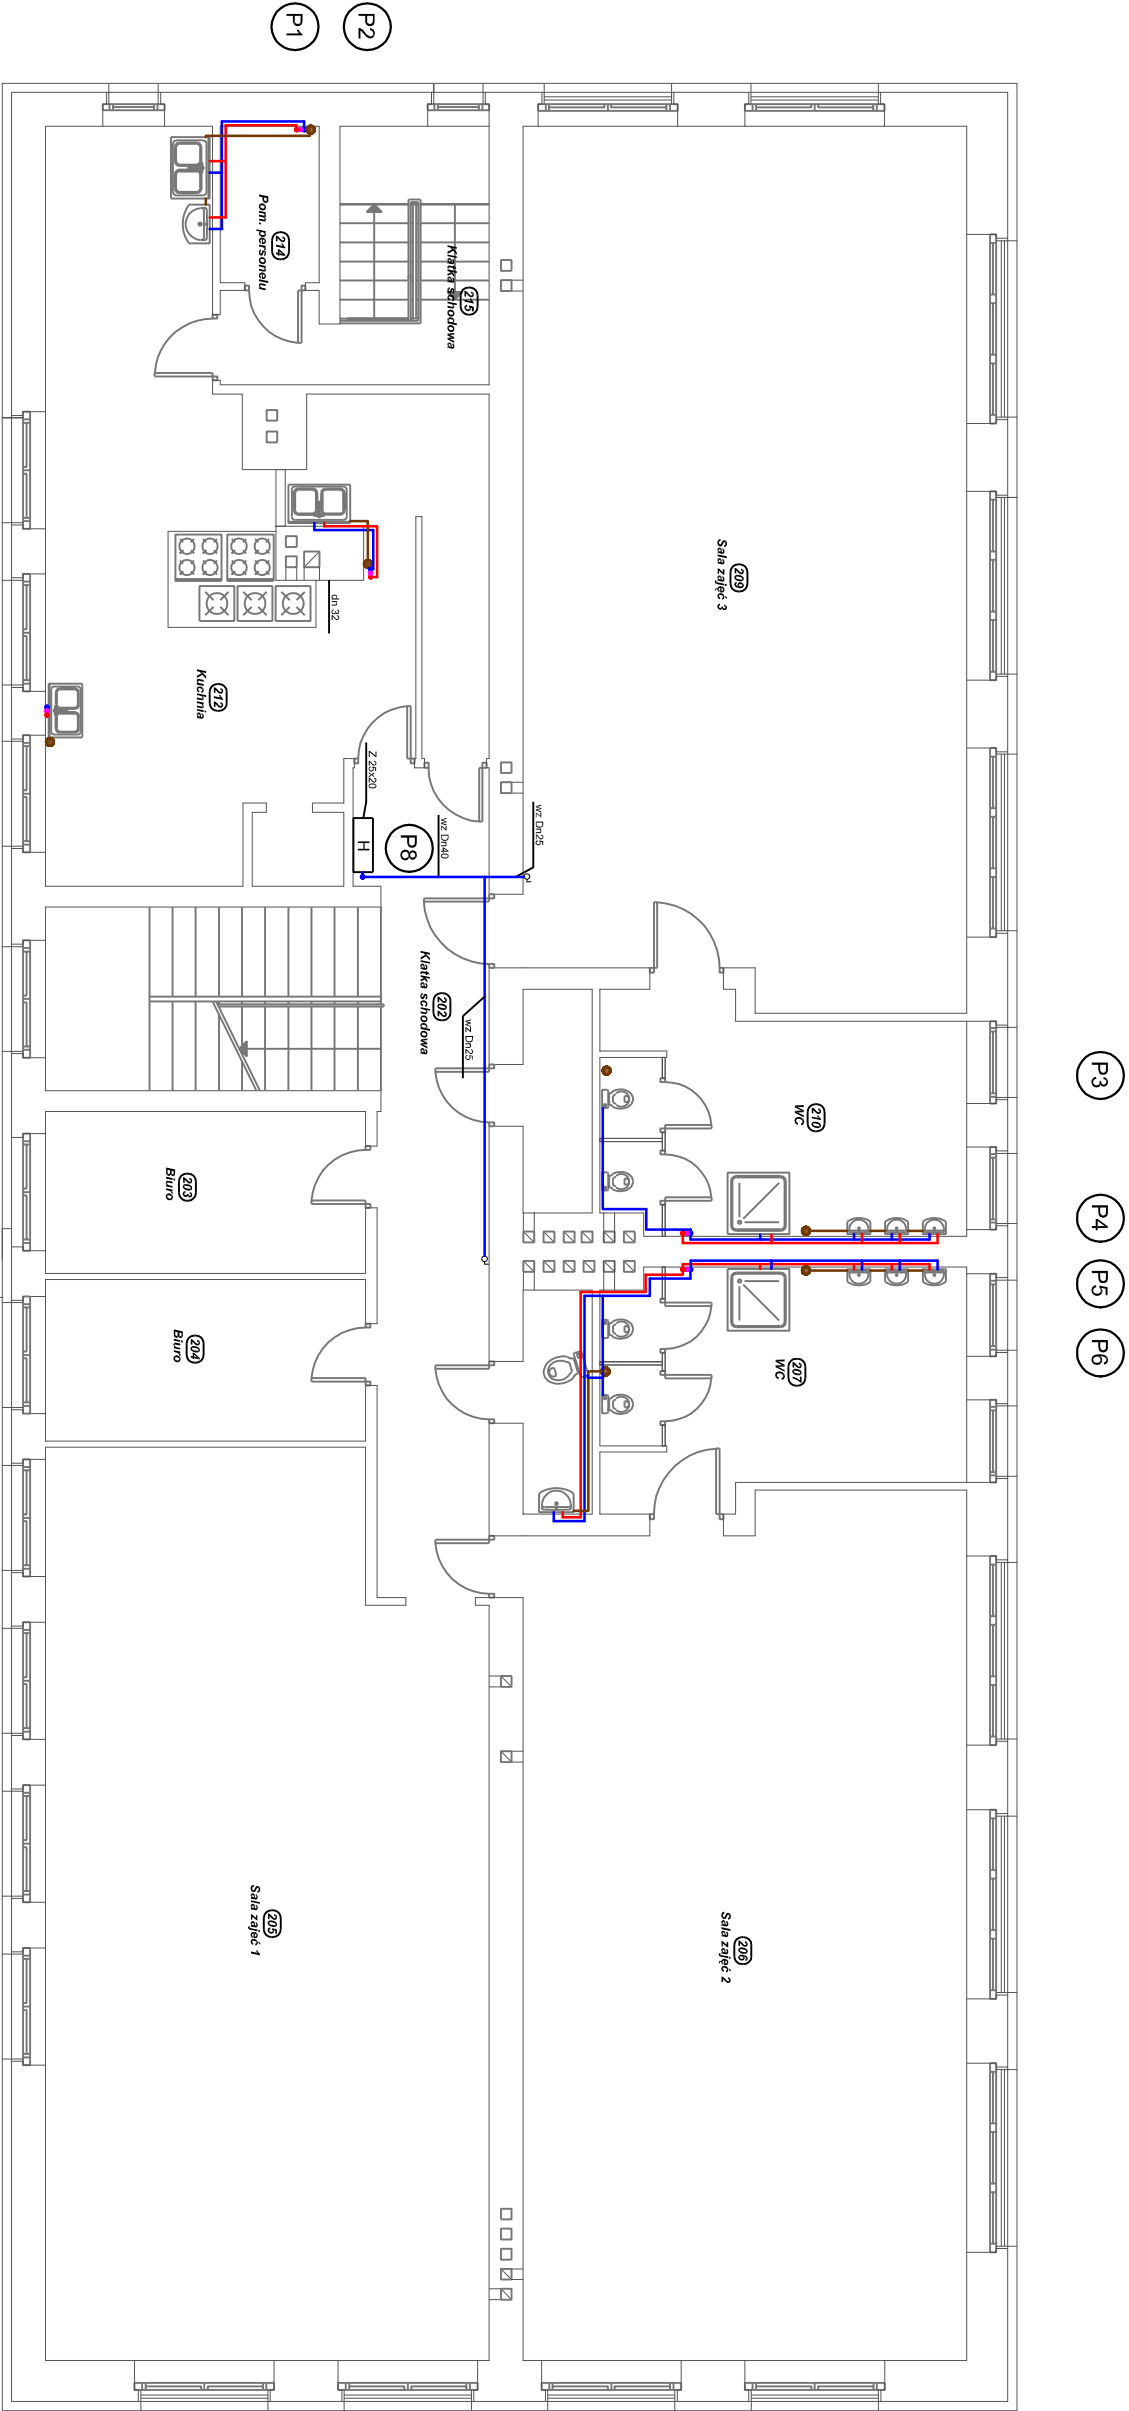 P1
P2
214
Pom. personelu
215
Klatka schodowa
209
Sala zajęć 3
dn 32
212
Kuchnia
Z 25x20
H
P8
wz Dn40
wz Dn25
202
Klatka schodowa
wz Dn25
P3
210
WC
P4
P5
P6
203
Biuro
204
Biuro
207
WC
205
Sala zajęć 1
206
Sala zajęć 2